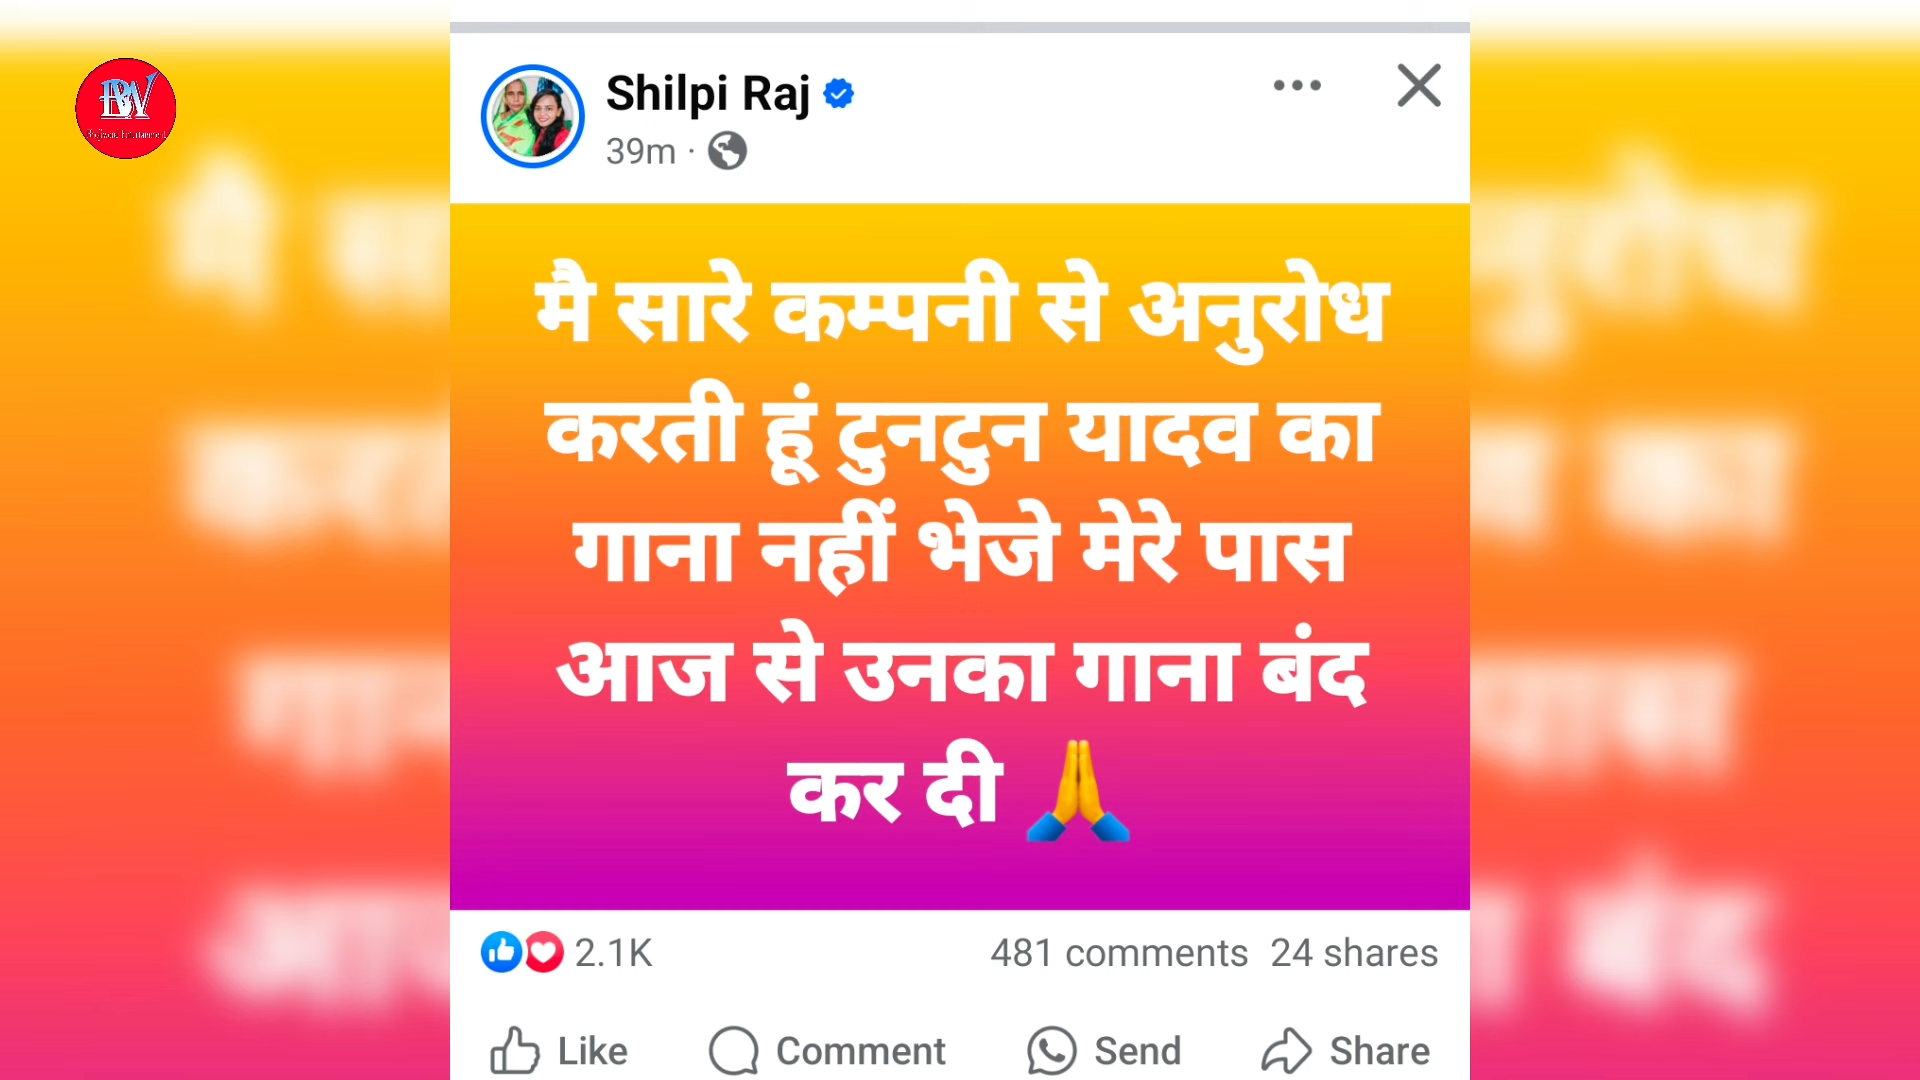 Shilpi Raj
39m ·
मै सारे कम्पनी से अनुरोध
करती हूं टुनटुन यादव का
गाना नहीं भेजे मेरे पास
आज से उनका गाना बंद
कर दी 🙏
2.1K 481 comments 24 shares
Like Comment Send Share